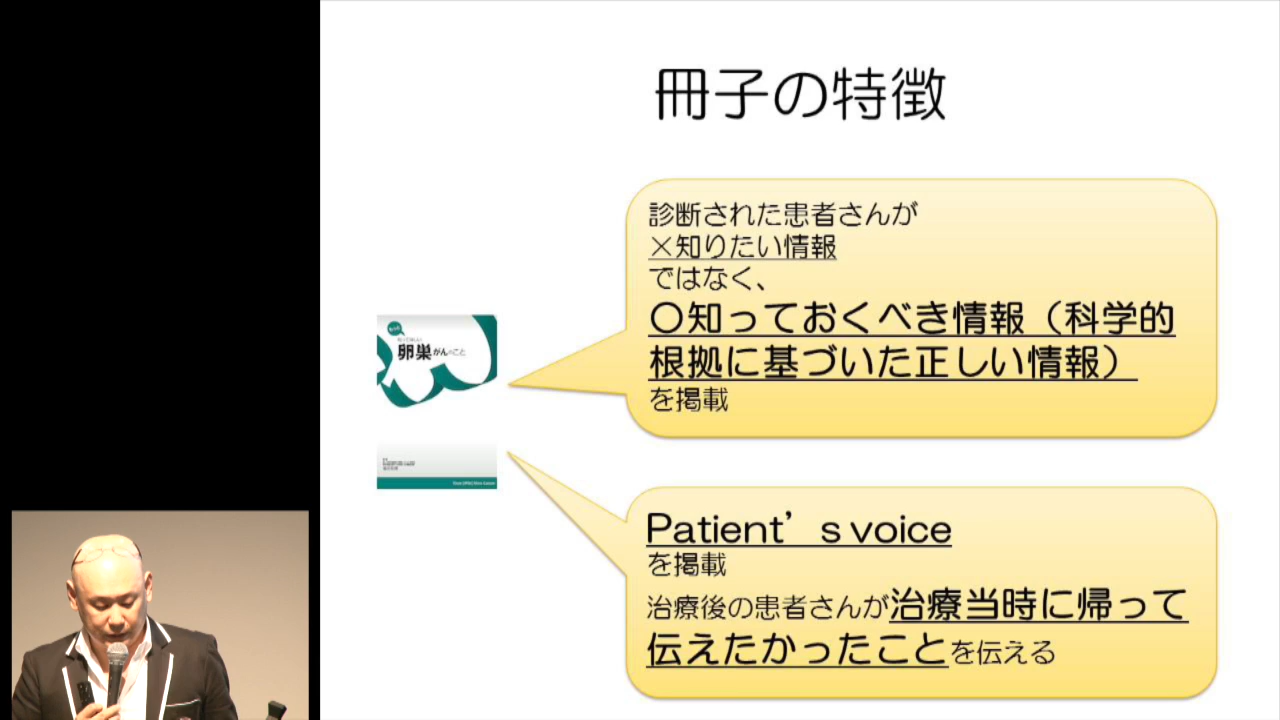 冊子の特徴
診断された患者さんが
×知りたい情報
ではなく、
〇知っておくべき情報（科学的
根拠に基づいた正しい情報）
を掲載
卵巣がんのこと
Patient’s voice
を掲載
治療後の患者さんが治療当時に帰って
伝えたかったことを伝える